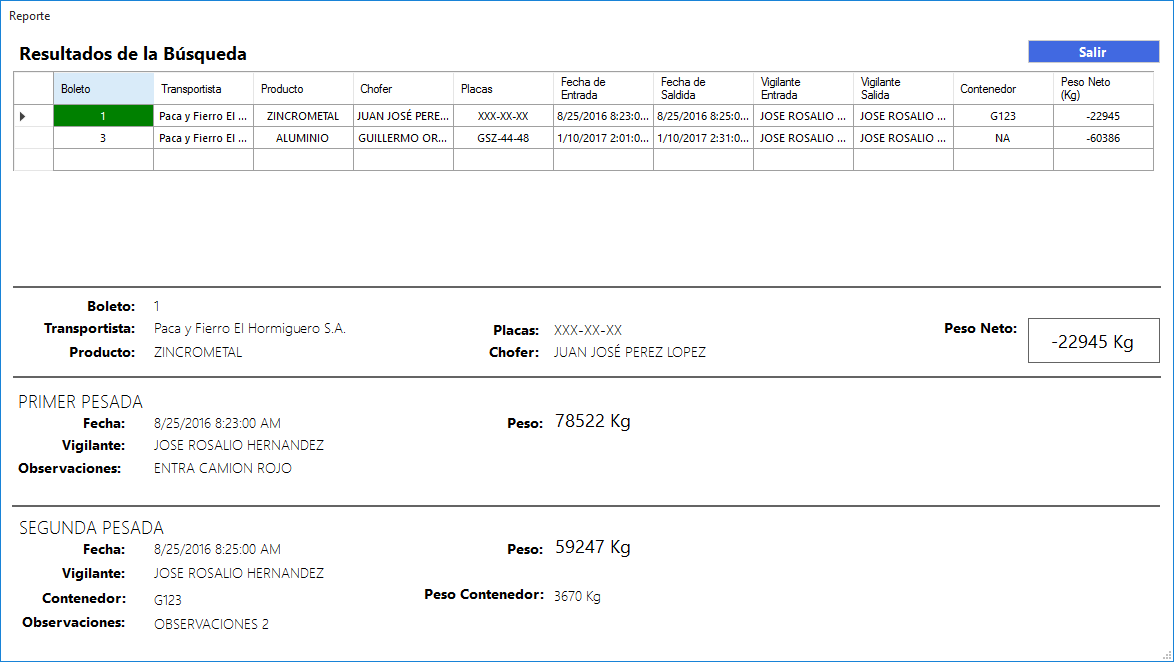 Reporte
Resultados de la Búsqueda
Salir
Boleto Transportista Producto Chofer Placas Fecha de Entrada Fecha de Saldida Vigilante Entrada Vigilante Salida Contenedor Peso Neto (Kg)
1 Paca y Fierro El ... ZINCROMETAL JUAN JOSÉ PERE... XXX-XX-XX 8/25/2016 8:23:0... 8/25/2016 8:25:0... JOSE ROSALIO ... JOSE ROSALIO ... G123 -22945
3 Paca y Fierro El ... ALUMINIO GUILLERMO OR... GSZ-44-48 1/10/2017 2:01:0... 1/10/2017 2:31:0... JOSE ROSALIO ... JOSE ROSALIO ... NA -60386
Boleto: 1
Transportista: Paca y Fierro El Hormiguero S.A. Placas: XXX-XX-XX Peso Neto: -22945 Kg
Producto: ZINCROMETAL Chofer: JUAN JOSÉ PEREZ LOPEZ
PRIMER PESADA
Fecha: 8/25/2016 8:23:00 AM Peso: 78522 Kg
Vigilante: JOSE ROSALIO HERNANDEZ
Observaciones: ENTRA CAMION ROJO
SEGUNDA PESADA
Fecha: 8/25/2016 8:25:00 AM Peso: 59247 Kg
Vigilante: JOSE ROSALIO HERNANDEZ
Contenedor: G123 Peso Contenedor: 3670 Kg
Observaciones: OBSERVACIONES 2